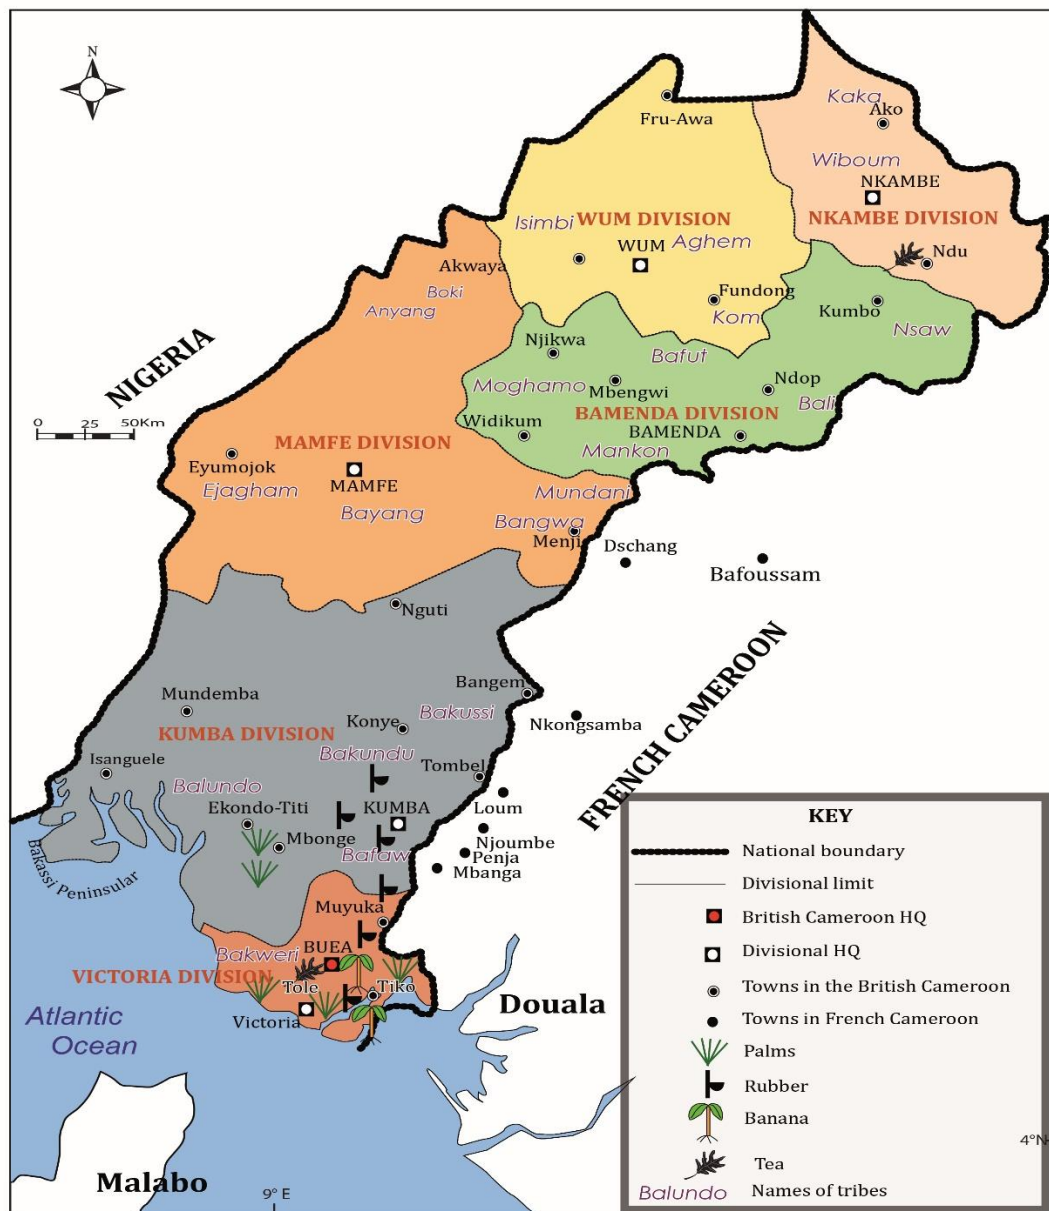 N
Kaka
Ako
Fru-Awa
Wiboum
NKAMBE
NKAMBE DIVISION
Isimbi
WUM DIVISION
WUM
Aghem
Ndu
Akwaya
Boki
Anyang
Fundong
Kom
Kumbo
Nsaw
NIGERIA
Njikwa
Bafut
Moghamo
Mbengwi
Ndop
Bali
BAMENDA DIVISION
0 25 50Km
Widikum
BAMENDA
MAMFE DIVISION
Mankon
Eyumojok
Ejagham
MAMFE
Mundani
Bayang
Bangwa
Menji
Dschang
Bafoussam
Nguti
Bangem
Mundemba
Bakussi
Nkongsamba
Konye
KUMBA DIVISION
FRENCH CAMEROON
Bakundu
Isanguele
Tombel
Balundo
Loum
Ekondo-Titi
KUMBA
Njoumbe
Mbonge
Bafaw
Penja
Mbanga
Bakassi Peninsular
Muyuka
Bakweri
BUEA
VICTORIA DIVISION
Tole
Tiko
Victoria
Douala
Atlantic
Ocean
Malabo
9° E
4°N
KEY
National boundary
Divisional limit
British Cameroon HQ
Divisional HQ
Towns in the British Cameroon
Towns in French Cameroon
Palms
Rubber
Banana
Tea
Balundo Names of tribes